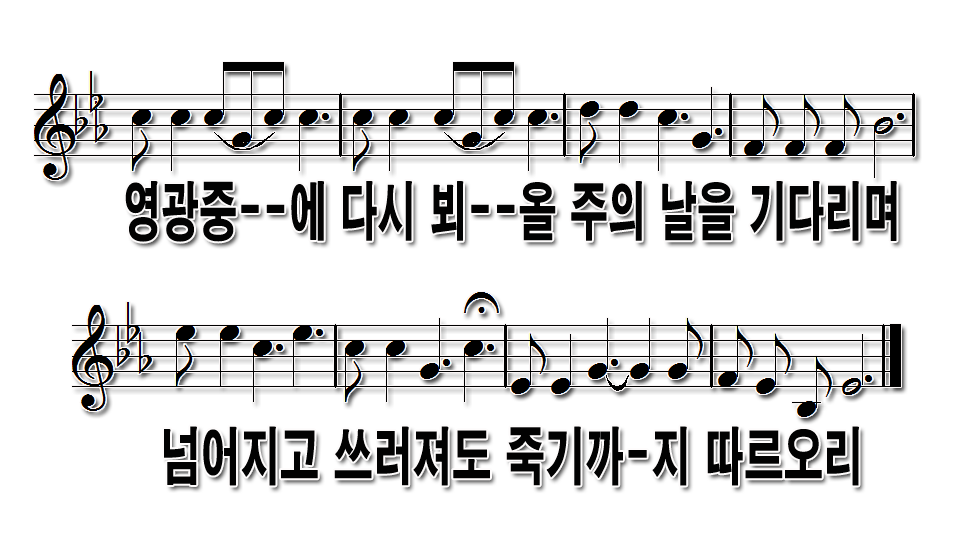 영광중--에 다시 뵈--올 주의 날을 기다리며
넘어지고 쓰러져도 죽기까-지 따르오리